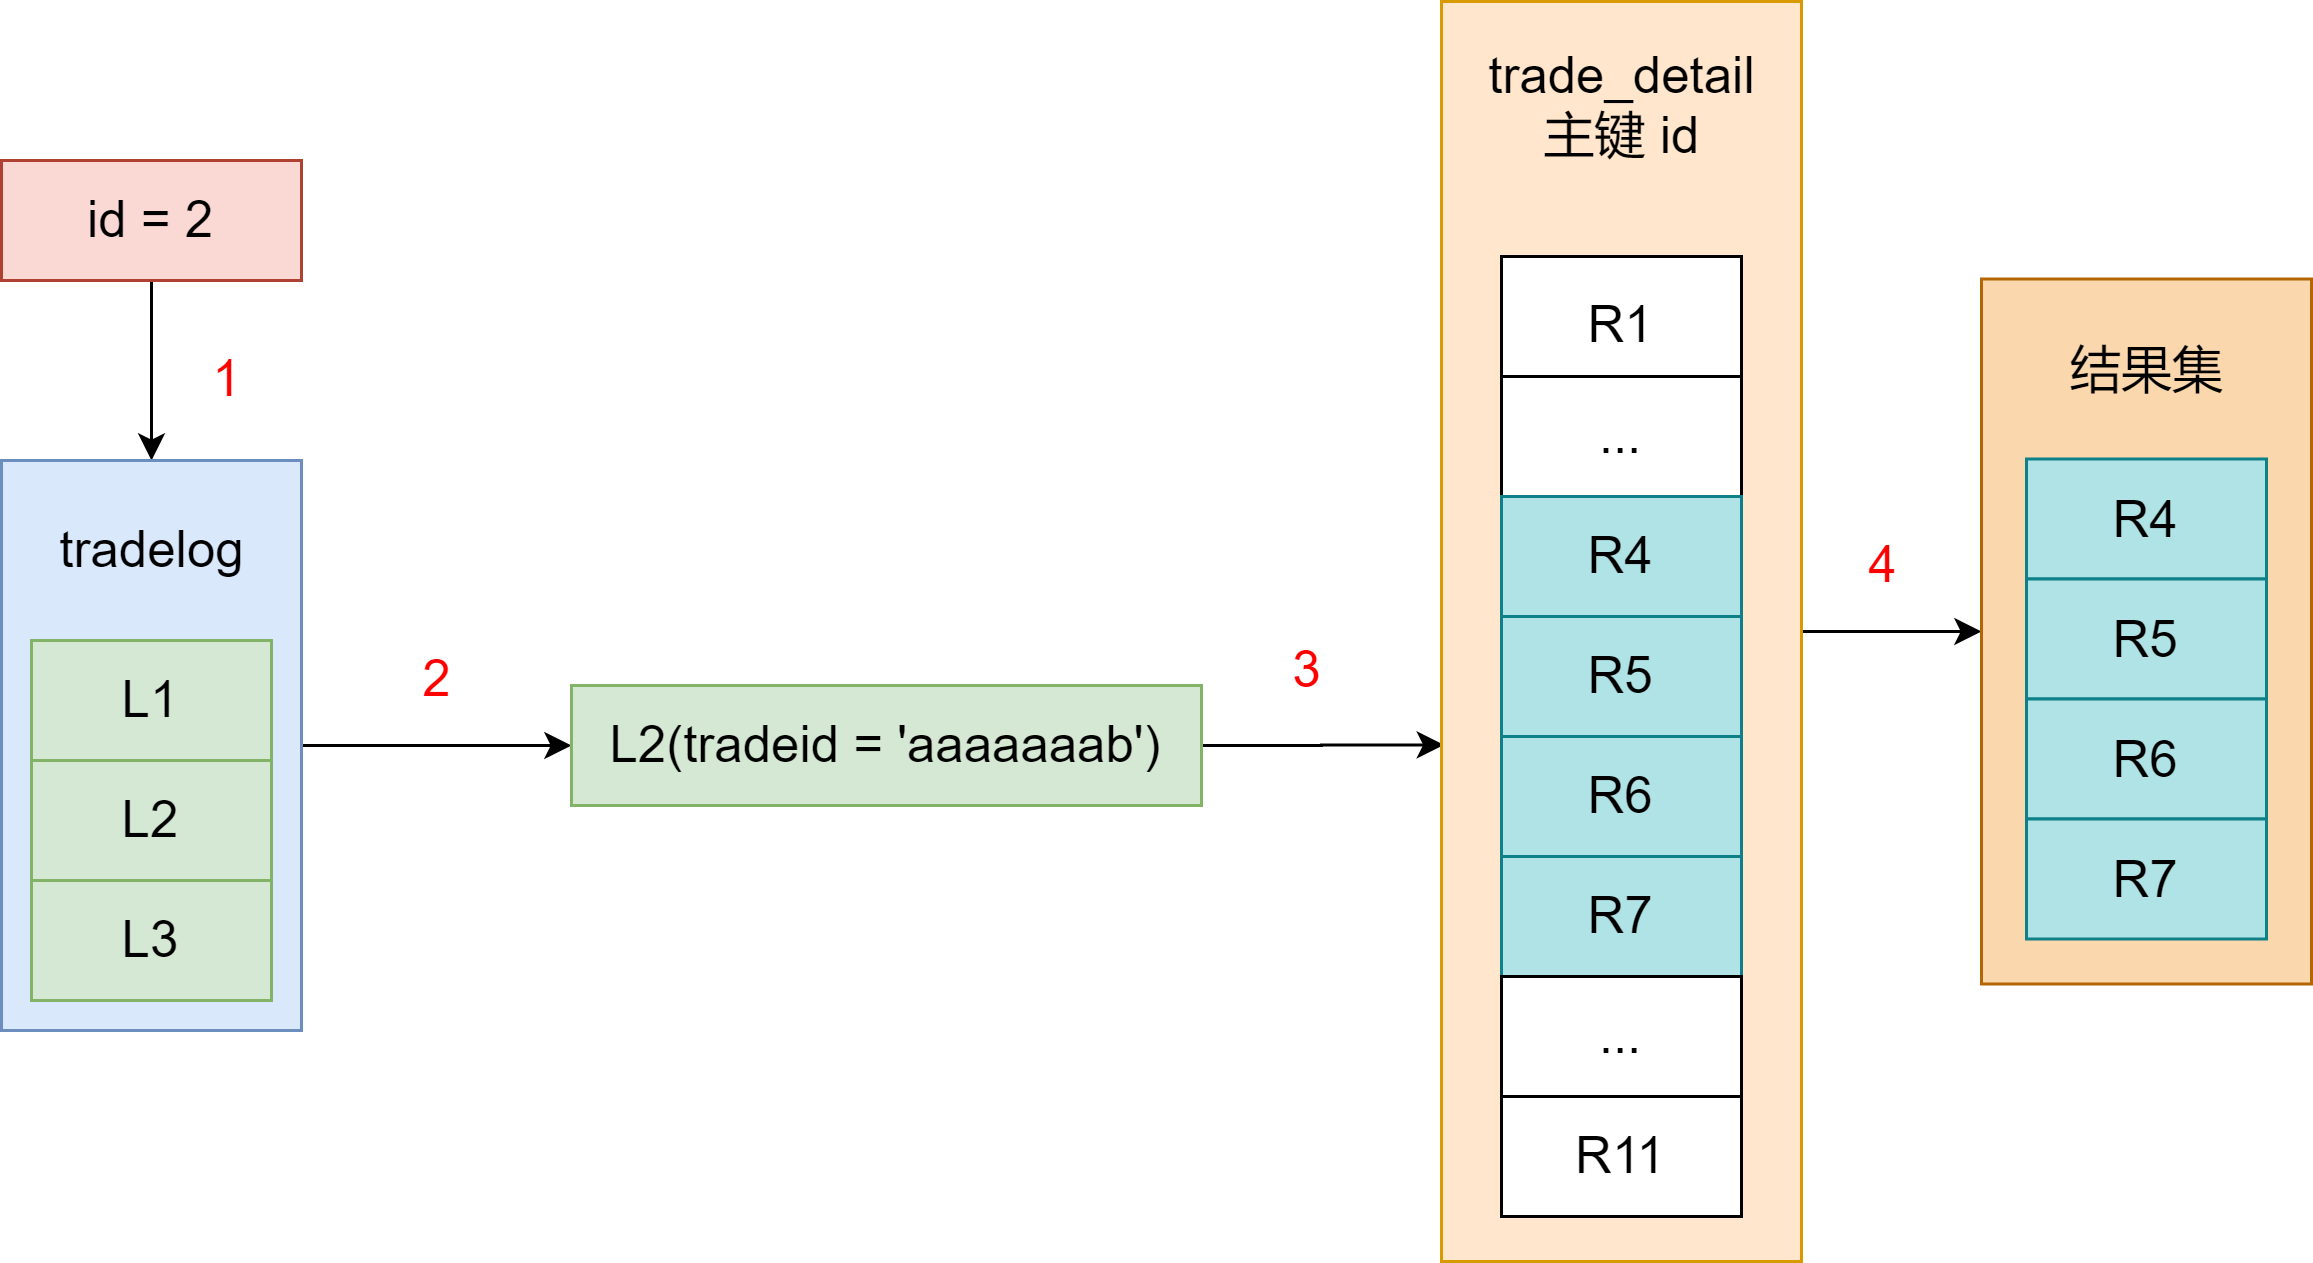 id = 2
1
tradelog
L1
L2
L3
2
L2(tradeid = 'aaaaaaab')
3
trade_detail
主键 id
R1
...
R4
R5
R6
R7
...
R11
4
结果集
R4
R5
R6
R7